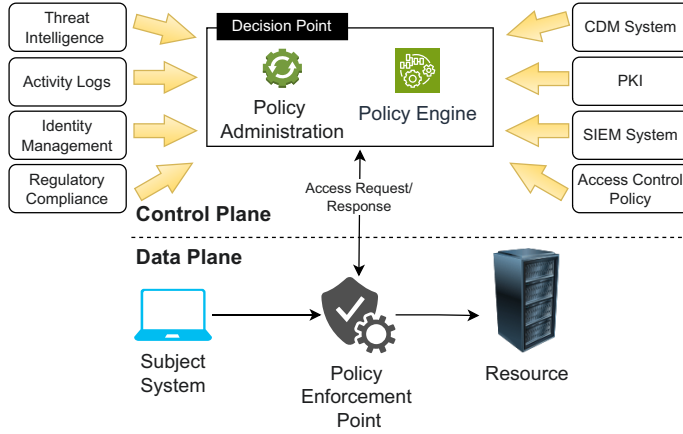 Threat
Intelligence
Activity Logs
Identity
Management
Regulatory
Compliance
Decision Point
Policy
Administration
Policy Engine
CDM System
PKI
SIEM System
Access Control
Policy
Access Request/
Response
Control Plane
Data Plane
Subject
System
Policy
Enforcement
Point
Resource